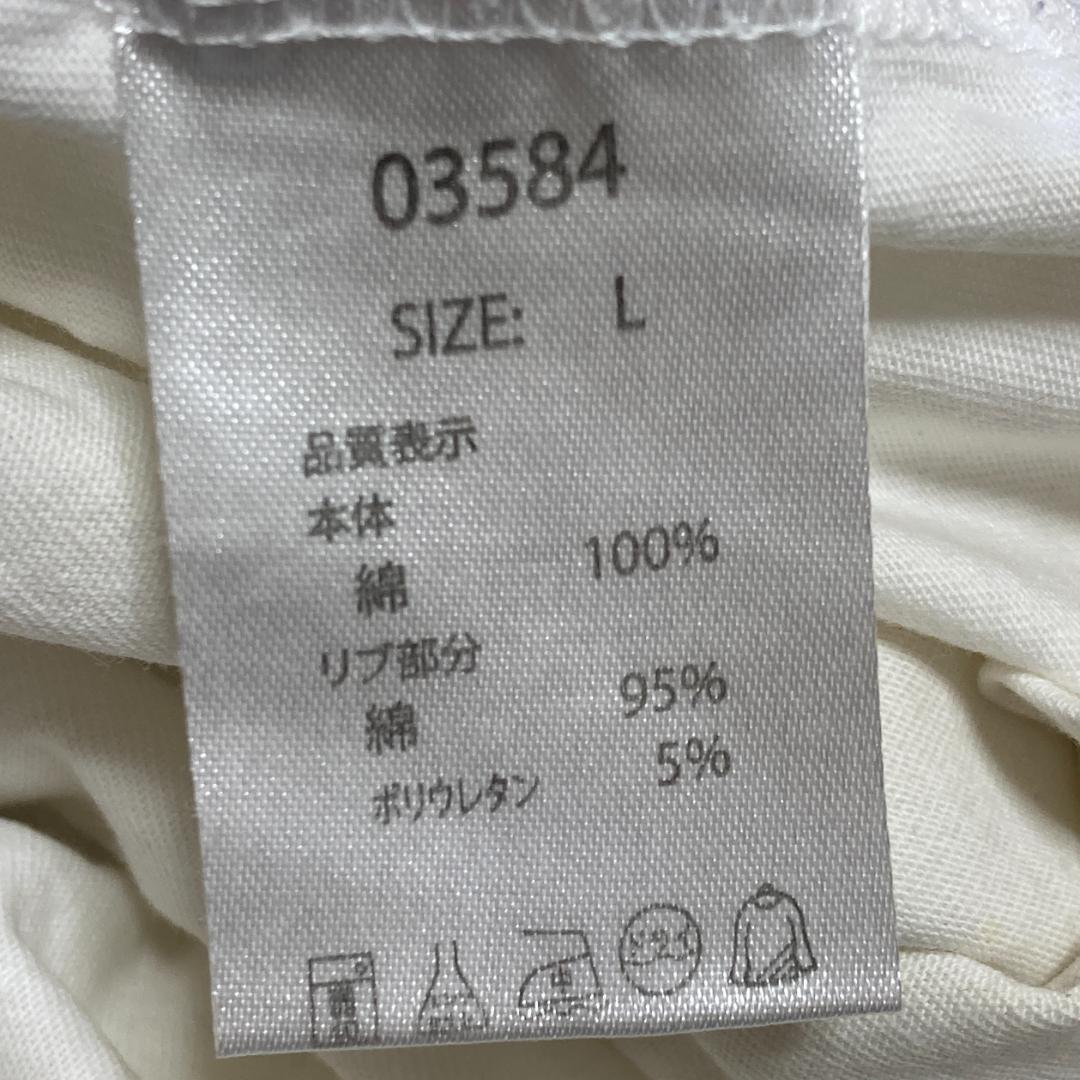 03584
SIZE: L
品質表示
本体
綿 100%
リブ部分
綿 95%
ポリウレタン 5%
中